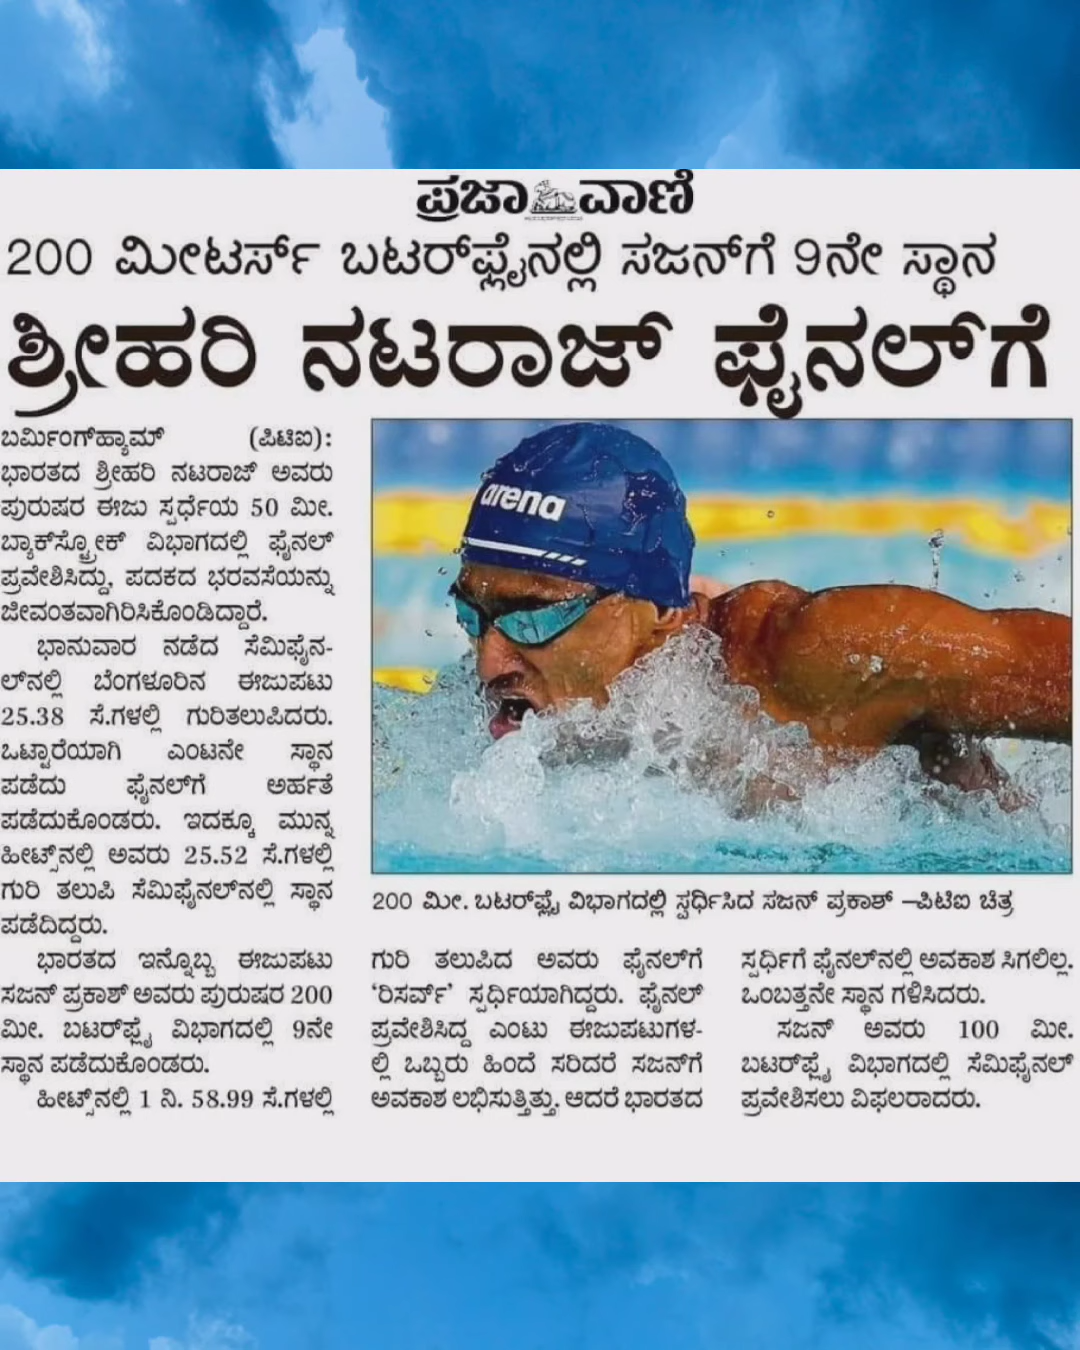 ಪ್ರಜಾವಾಣಿ
200 ಮೀಟರ್ಸ್ ಬಟರ್‌ಫ್ಲೈನಲ್ಲಿ ಸಜನ್‌ಗೆ 9ನೇ ಸ್ಥಾನ
ಶ್ರೀಹರಿ ನಟರಾಜ್ ಫೈನಲ್‌ಗೆ
ಬರ್ಮಿಂಗ್‌ಹ್ಯಾಮ್ (ಪಿಟಿಐ):
ಭಾರತದ ಶ್ರೀಹರಿ ನಟರಾಜ್ ಅವರು
ಪುರುಷರ ಈಜು ಸ್ಪರ್ಧೆಯ 50 ಮೀ.
ಬ್ಯಾಕ್‌ಸ್ಟ್ರೋಕ್ ವಿಭಾಗದಲ್ಲಿ ಫೈನಲ್
ಪ್ರವೇಶಿಸಿದ್ದು, ಪದಕದ ಭರವಸೆಯನ್ನು
ಜೀವಂತವಾಗಿರಿಸಿಕೊಂಡಿದ್ದಾರೆ.
ಭಾನುವಾರ ನಡೆದ ಸೆಮಿಫೈನ-
ಲ್‌ನಲ್ಲಿ ಬೆಂಗಳೂರಿನ ಈಜುಪಟು
25.38 ಸೆ.ಗಳಲ್ಲಿ ಗುರಿತಲುಪಿದರು.
ಒಟ್ಟಾರೆಯಾಗಿ ಎಂಟನೇ ಸ್ಥಾನ
ಪಡೆದು ಫೈನಲ್‌ಗೆ ಅರ್ಹತೆ
ಪಡೆದುಕೊಂಡರು. ಇದಕ್ಕೂ ಮುನ್ನ
ಹೀಟ್ಸ್‌ನಲ್ಲಿ ಅವರು 25.52 ಸೆ.ಗಳಲ್ಲಿ
ಗುರಿ ತಲುಪಿ ಸೆಮಿಫೈನಲ್‌ನಲ್ಲಿ ಸ್ಥಾನ
ಪಡೆದಿದ್ದರು.
ಭಾರತದ ಇನ್ನೊಬ್ಬ ಈಜುಪಟು
ಸಜನ್ ಪ್ರಕಾಶ್ ಅವರು ಪುರುಷರ 200
ಮೀ. ಬಟರ್‌ಫ್ಲೈ ವಿಭಾಗದಲ್ಲಿ 9ನೇ
ಸ್ಥಾನ ಪಡೆದುಕೊಂಡರು.
ಹೀಟ್ಸ್‌ನಲ್ಲಿ 1 ನಿ. 58.99 ಸೆ.ಗಳಲ್ಲಿ
arena
200 ಮೀ. ಬಟರ್‌ಫ್ಲೈ ವಿಭಾಗದಲ್ಲಿ ಸ್ಪರ್ಧಿಸಿದ ಸಜನ್ ಪ್ರಕಾಶ್ –ಪಿಟಿಐ ಚಿತ್ರ
ಗುರಿ ತಲುಪಿದ ಅವರು ಫೈನಲ್‌ಗೆ
‘ರಿಸರ್ವ್’ ಸ್ಪರ್ಧಿಯಾಗಿದ್ದರು. ಫೈನಲ್
ಪ್ರವೇಶಿಸಿದ್ದ ಎಂಟು ಈಜುಪಟುಗಳ-
ಲ್ಲಿ ಒಬ್ಬರು ಹಿಂದೆ ಸರಿದರೆ ಸಜನ್‌ಗೆ
ಅವಕಾಶ ಲಭಿಸುತ್ತಿತ್ತು. ಆದರೆ ಭಾರತದ
ಸ್ಪರ್ಧಿಗೆ ಫೈನಲ್‌ನಲ್ಲಿ ಅವಕಾಶ ಸಿಗಲಿಲ್ಲ.
ಒಂಬತ್ತನೇ ಸ್ಥಾನ ಗಳಿಸಿದರು.
ಸಜನ್ ಅವರು 100 ಮೀ.
ಬಟರ್‌ಫ್ಲೈ ವಿಭಾಗದಲ್ಲಿ ಸೆಮಿಫೈನಲ್
ಪ್ರವೇಶಿಸಲು ವಿಫಲರಾದರು.